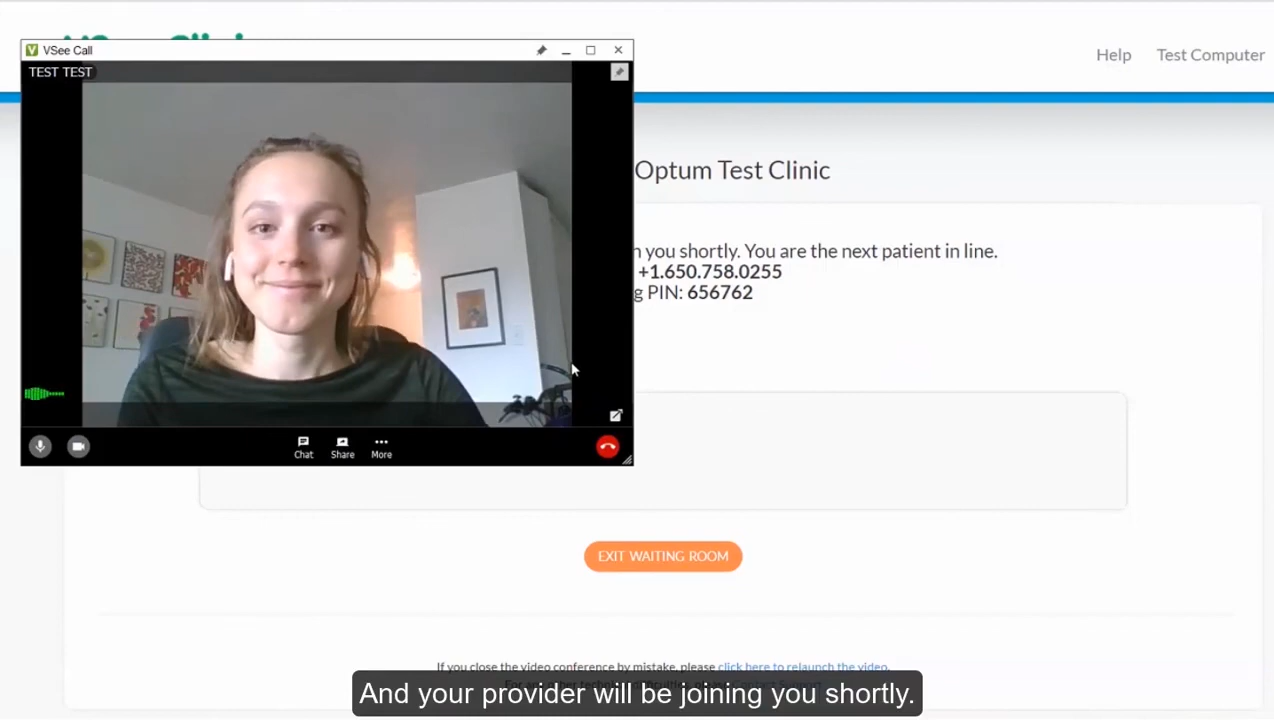 VSee Clinic
Help Test Computer
VSee Call
TEST TEST
Optum Test Clinic
you shortly. You are the next patient in line.
+1.650.758.0255
PIN: 656762
Chat Share More
EXIT WAITING ROOM
If you close the video conference by mistake, please click here to relaunch the video.
And your provider will be joining you shortly.